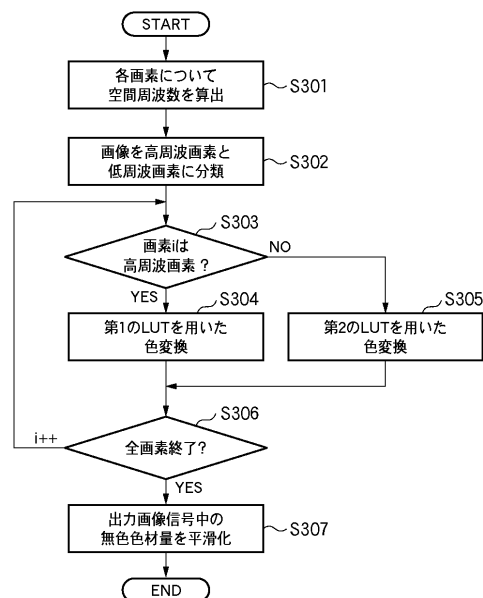 START
各画素について
空間周波数を算出
S301
画像を高周波画素と
低周波画素に分類
S302
S303
画素iは
高周波画素？
NO
YES
S304
第1のLUTを用いた
色変換
S305
第2のLUTを用いた
色変換
S306
全画素終了?
i++
YES
出力画像信号中の
無色色材量を平滑化
S307
END